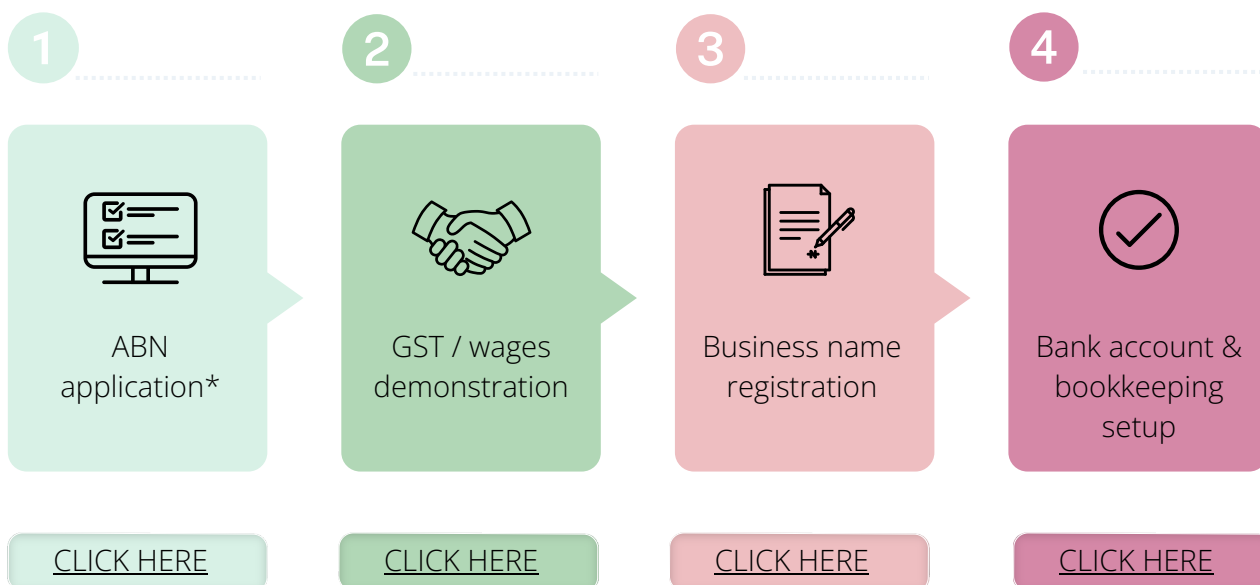 1
2
3
4
ABN
application*
GST / wages
demonstration
Business name
registration
Bank account &
bookkeeping
setup
CLICK HERE
CLICK HERE
CLICK HERE
CLICK HERE